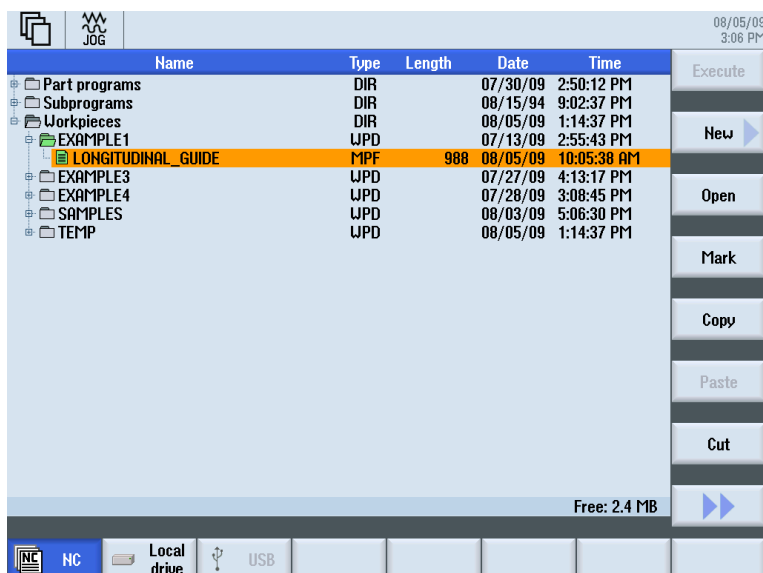 JOG
08/05/09
3:06 PM
Name Type Length Date Time
Part programs DIR 07/30/09 2:50:12 PM
Subprograms DIR 08/15/94 9:02:37 PM
Workpieces DIR 08/05/09 1:14:37 PM
EXAMPLE1 WPD 07/13/09 2:55:43 PM
LONGITUDINAL_GUIDE MPF 988 08/05/09 10:05:38 AM
EXAMPLE3 WPD 07/27/09 4:13:17 PM
EXAMPLE4 WPD 07/28/09 3:08:45 PM
SAMPLES WPD 08/03/09 5:06:30 PM
TEMP WPD 08/05/09 1:14:37 PM
Free: 2.4 MB
Execute
New
Open
Mark
Copy
Paste
Cut
NC NC Local drive USB